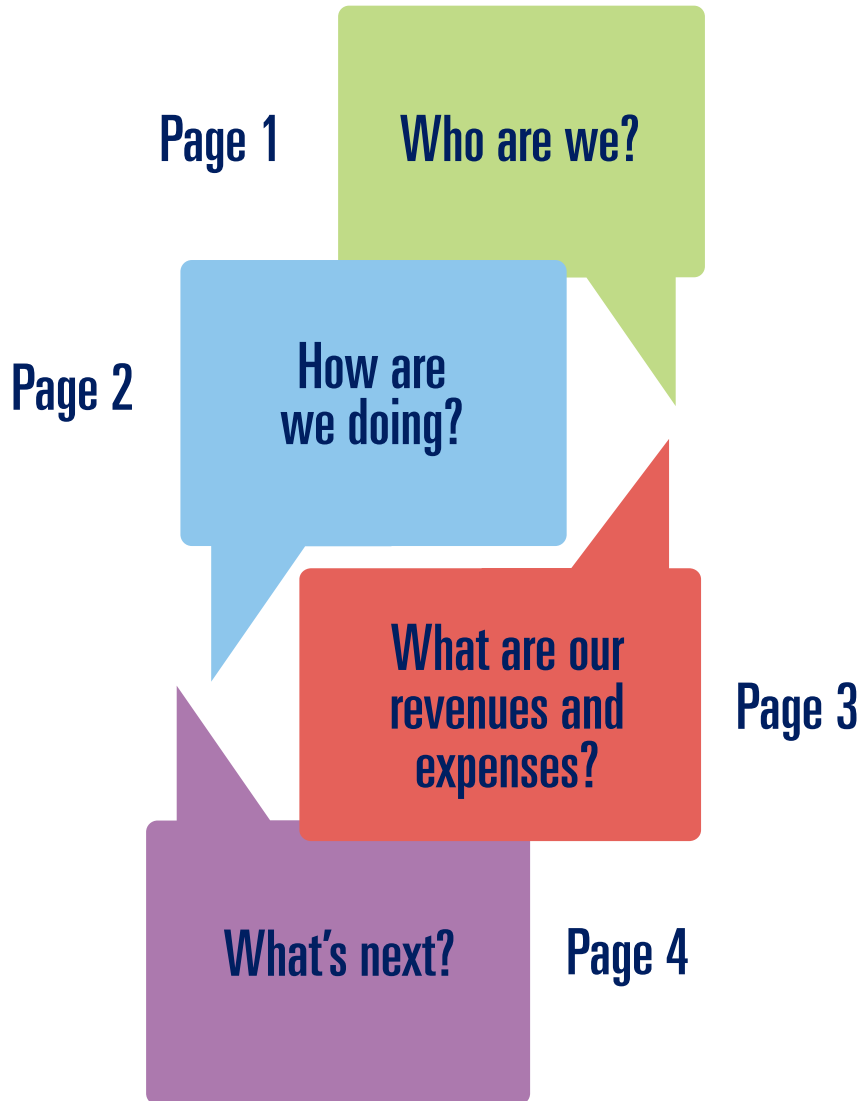 Page 1
Who are we?
Page 2
How are
we doing?
What are our
revenues and
expenses?
Page 3
What's next?
Page 4